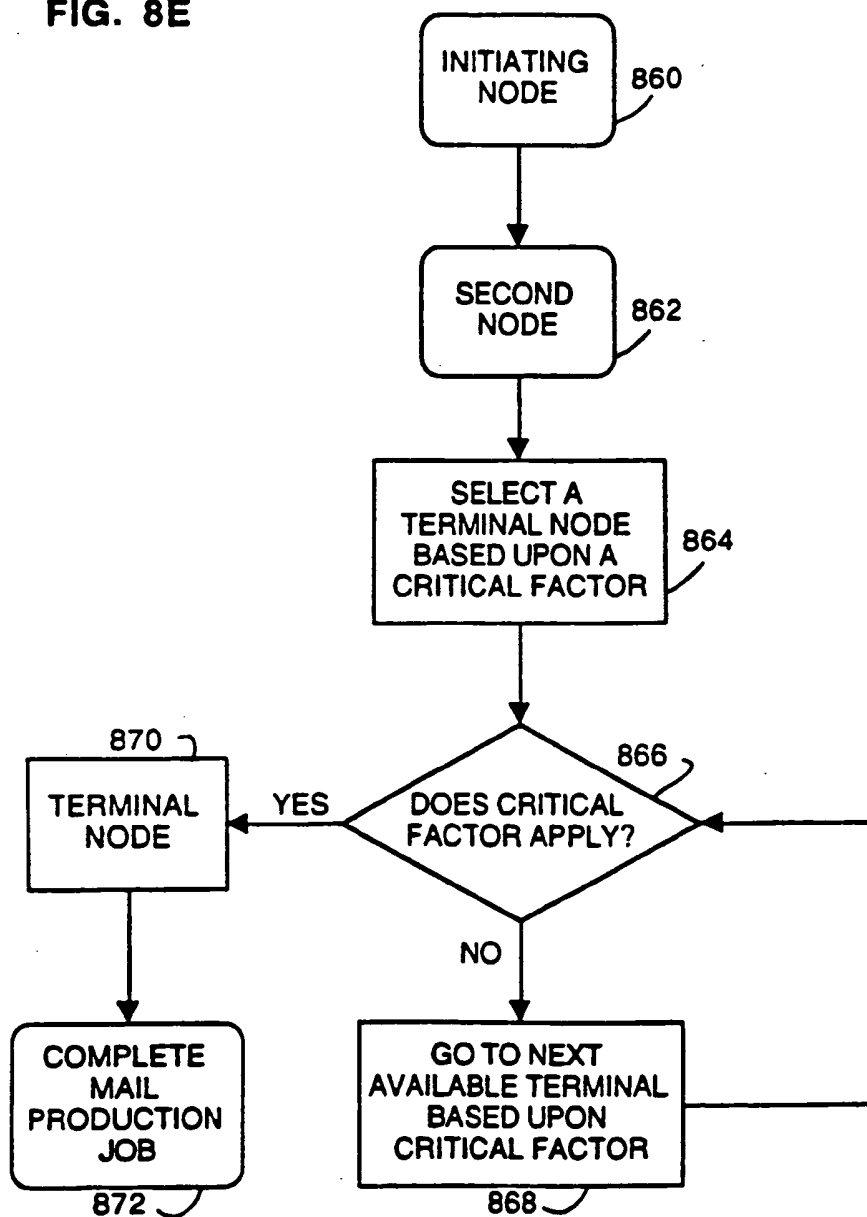 FIG. 8E
INITIATING
NODE
860
SECOND
NODE
862
SELECT A
TERMINAL NODE
BASED UPON A
CRITICAL FACTOR
864
870
866
TERMINAL
NODE
YES
DOES CRITICAL
FACTOR APPLY?
NO
COMPLETE
MAIL
PRODUCTION
JOB
872
GO TO NEXT
AVAILABLE TERMINAL
BASED UPON
CRITICAL FACTOR
868